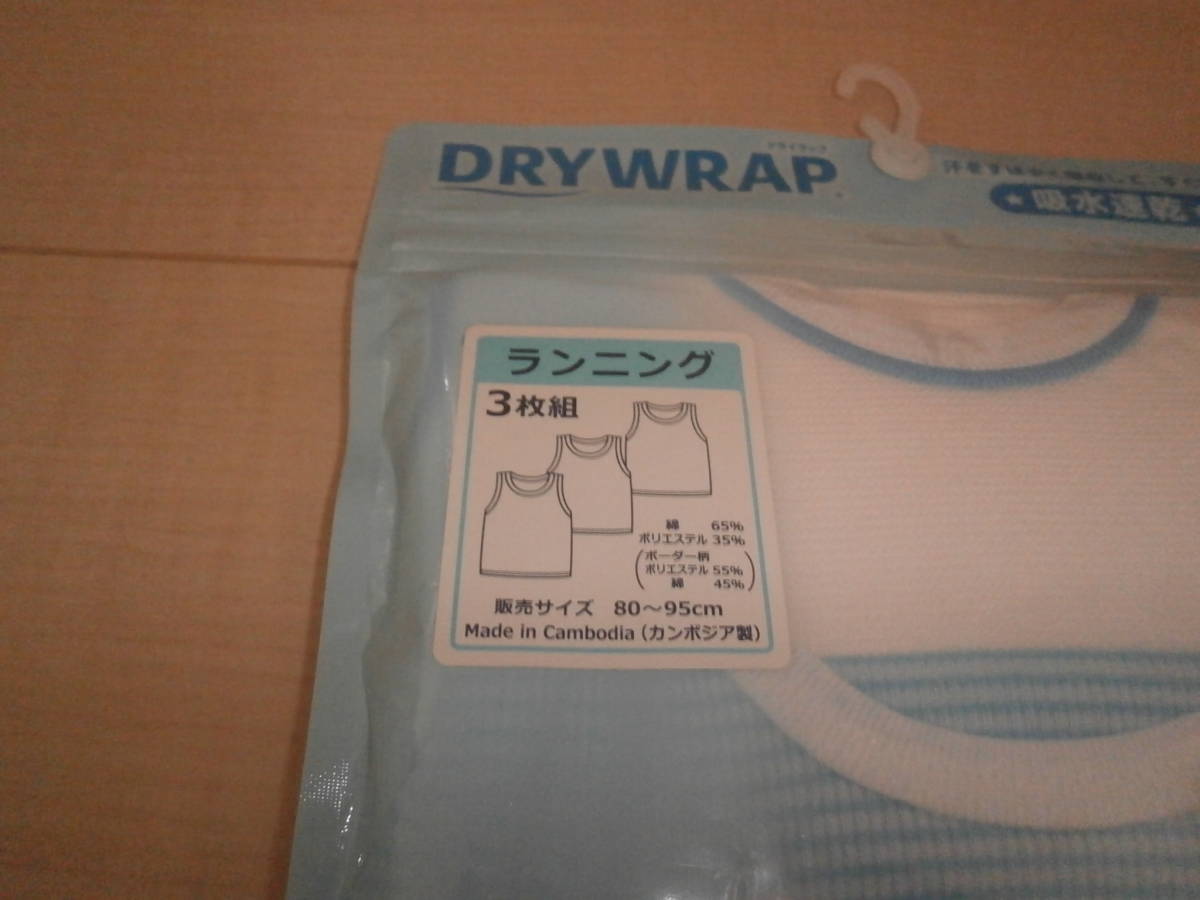 DRYWRAP
ドライラップ
吸水速乾
ランニング
3枚組
綿 65%
ポリエステル 35%
(ボーダー柄
ポリエステル 55%
綿 45%)
販売サイズ 80～95cm
Made in Cambodia (カンボジア製)